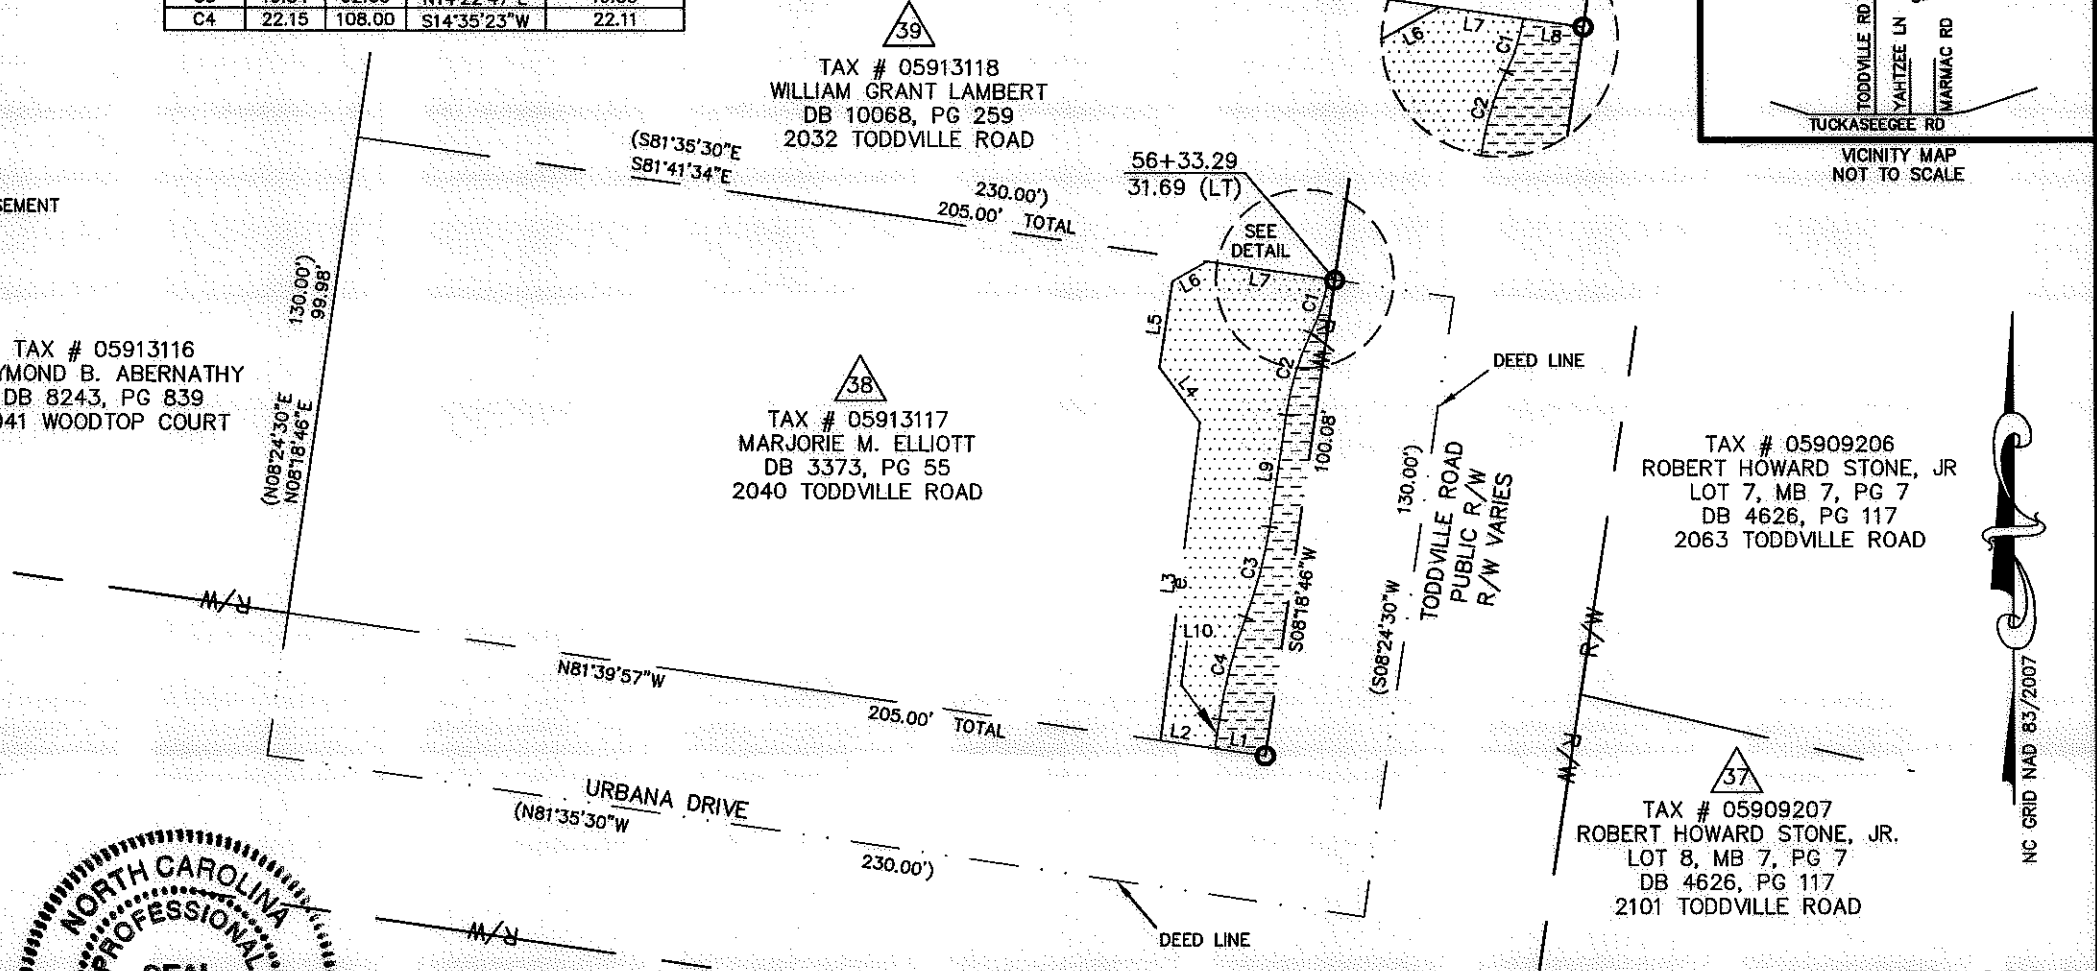 C4 22.15 108.00 S14°35'23"W 22.11
39
TAX # 05913118
WILLIAM GRANT LAMBERT
DB 10068, PG 259
2032 TODDVILLE ROAD
(S81°35'30"E
S81°41'34"E
230.00')
205.00' TOTAL
56+33.29
31.69 (LT)
SEE
DETAIL
L6
L7
C1
L8
C2
TODDVILLE RD
YAHTZEE LN
MARMAC RD
TUCKASEEGEE RD
VICINITY MAP
NOT TO SCALE
SEMENT
130.00')
99.98'
(N08°24'30"E
N08°18'46"E
TAX # 05913116
YMOND B. ABERNATHY
DB 8243, PG 839
041 WOODTOP COURT
38
TAX # 05913117
MARJORIE M. ELLIOTT
DB 3373, PG 55
2040 TODDVILLE ROAD
L6
L7
C1
L5
R/W
C2
L4
100.08'
L9
C3
L3
S08°18'46"W
L10
C4
L2
L1
DEED LINE
130.00')
(S08°24'30"W
TODDVILLE ROAD
PUBLIC R/W
R/W VARIES
TAX # 05909206
ROBERT HOWARD STONE, JR
LOT 7, MB 7, PG 7
DB 4626, PG 117
2063 TODDVILLE ROAD
R/W
R/W
R/W
N81°39'57"W
205.00' TOTAL
URBANA DRIVE
(N81°35'30"W
230.00')
DEED LINE
R/W
37
TAX # 05909207
ROBERT HOWARD STONE, JR.
LOT 8, MB 7, PG 7
DB 4626, PG 117
2101 TODDVILLE ROAD
NC GRID NAD 83/2007
NORTH CAROLINA
PROFESSIONAL